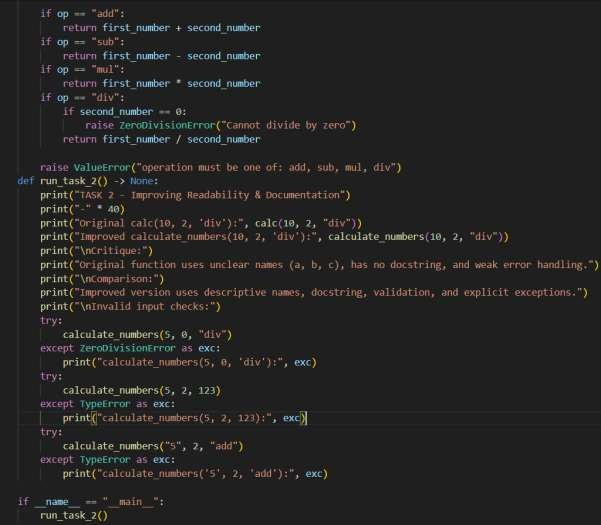 if op == "add":
        return first_number + second_number
    if op == "sub":
        return first_number - second_number
    if op == "mul":
        return first_number * second_number
    if op == "div":
        if second_number == 0:
            raise ZeroDivisionError("Cannot divide by zero")
        return first_number / second_number

    raise ValueError("operation must be one of: add, sub, mul, div")
def run_task_2() -> None:
    print("TASK 2 - Improving Readability & Documentation")
    print("-" * 40)
    print("Original calc(10, 2, 'div'):", calc(10, 2, "div"))
    print("Improved calculate_numbers(10, 2, 'div'):", calculate_numbers(10, 2, "div"))
    print("\nCritique:")
    print("Original function uses unclear names (a, b, c), has no docstring, and weak error handling.")
    print("\nComparison:")
    print("Improved version uses descriptive names, docstring, validation, and explicit exceptions.")
    print("\nInvalid input checks:")
    try:
        calculate_numbers(5, 0, "div")
    except ZeroDivisionError as exc:
        print("calculate_numbers(5, 0, 'div'):", exc)
    try:
        calculate_numbers(5, 2, 123)
    except TypeError as exc:
        print("calculate_numbers(5, 2, 123):", exc)
    try:
        calculate_numbers("5", 2, "add")
    except TypeError as exc:
        print("calculate_numbers('5', 2, 'add'):", exc)

if __name__ == "__main__":
    run_task_2()